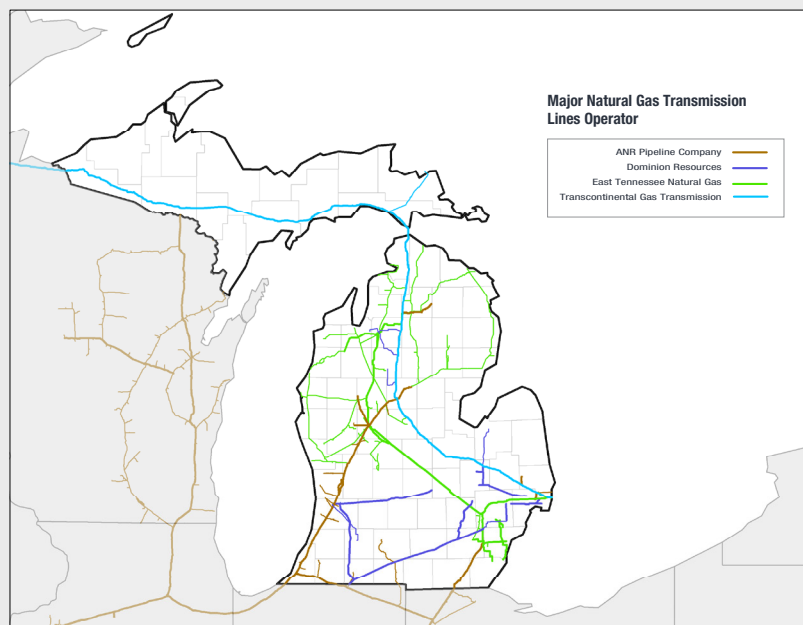 Major Natural Gas Transmission
Lines Operator
ANR Pipeline Company
Dominion Resources
East Tennessee Natural Gas
Transcontinental Gas Transmission